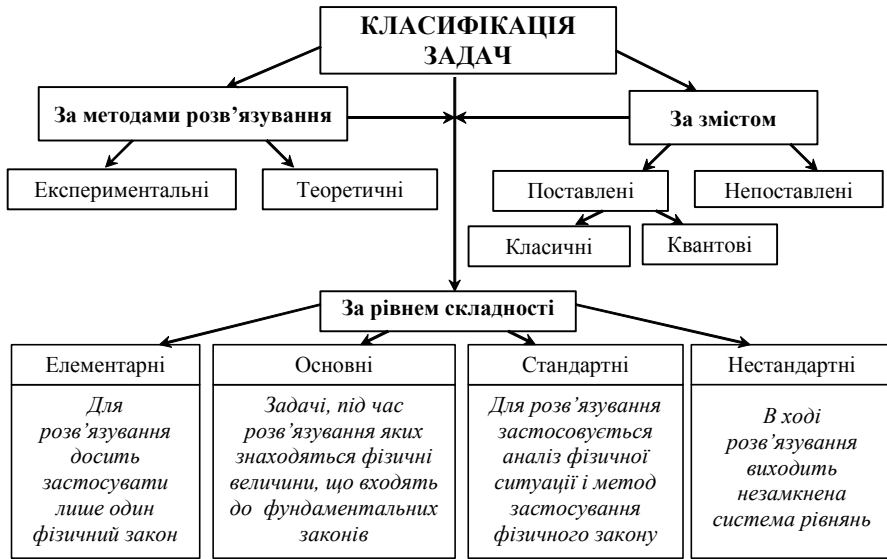 КЛАСИФІКАЦІЯ
ЗАДАЧ
За методами розв’язування
За змістом
Експериментальні
Теоретичні
Поставлені
Непоставлені
Класичні
Квантові
За рівнем складності
Елементарні
Для
розв’язування
досить
застосувати
лише один
фізичний закон
Основні
Задачі, під час
розв’язування яких
знаходяться фізичні
величини, що входять
до фундаментальних
законів
Стандартні
Для розв’язування
застосовується
аналіз фізичної
ситуації і метод
застосування
фізичного закону
Нестандартні
В ході
розв’язування
виходить
незамкнена
система рівнянь